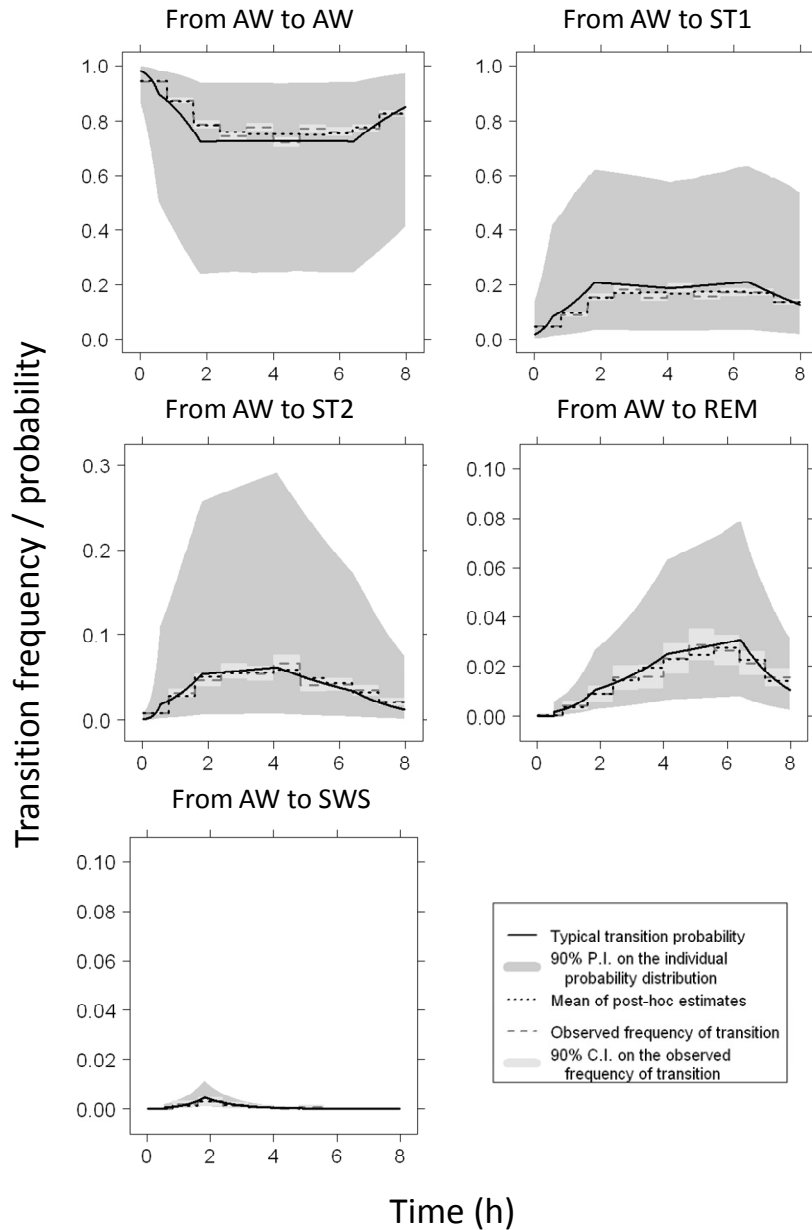 From AW to AW
1.0
0.8
0.6
0.4
0.2
0.0
0 2 4 6 8
From AW to ST1
1.0
0.8
0.6
0.4
0.2
0.0
0 2 4 6 8
From AW to ST2
0.3
0.2
0.1
0.0
0 2 4 6 8
From AW to REM
0.10
0.08
0.06
0.04
0.02
0.00
0 2 4 6 8
From AW to SWS
0.10
0.08
0.06
0.04
0.02
0.00
0 2 4 6 8
Typical transition probability
90% P.I. on the individual
probability distribution
Mean of post-hoc estimates
Observed frequency of transition
90% C.I. on the observed
frequency of transition
Transition frequency / probability
Time (h)